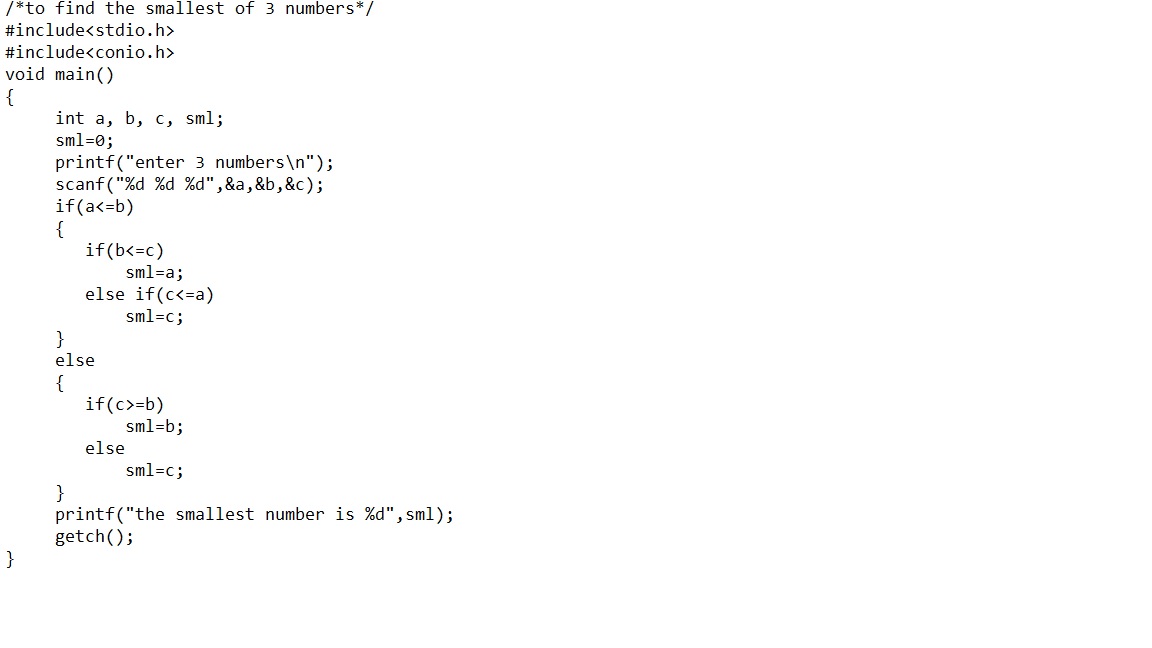 /*to find the smallest of 3 numbers*/
#include<stdio.h>
#include<conio.h>
void main()
{
int a, b, c, sml;
sml=0;
printf("enter 3 numbers\n");
scanf("%d %d %d",&a,&b,&c);
if(a<=b)
{
if(b<=c)
sml=a;
else if(c<=a)
sml=c;
}
else
{
if(c>=b)
sml=b;
else
sml=c;
}
printf("the smallest number is %d",sml);
getch();
}